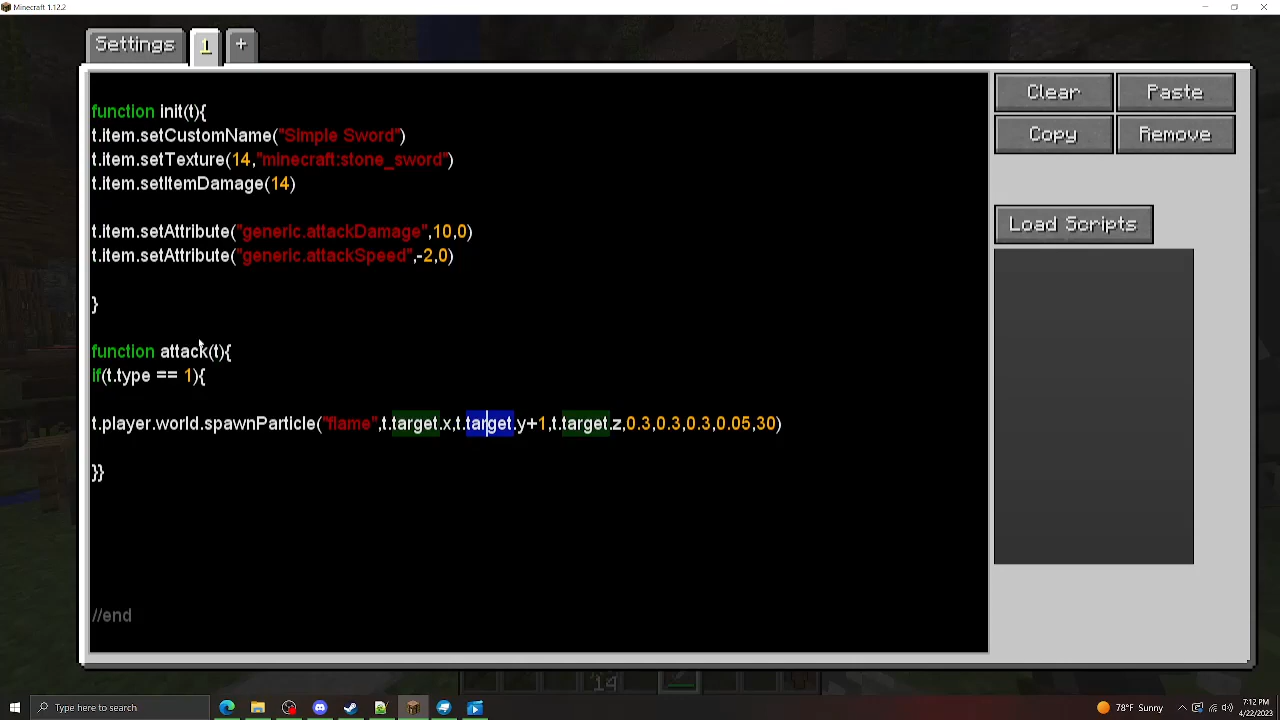 Minecraft 1.12.2
Settings
1
+
function init(t){
t.item.setCustomName("Simple Sword")
t.item.setTexture(14,"minecraft:stone_sword")
t.item.setItemDamage(14)
t.item.setAttribute("generic.attackDamage",10,0)
t.item.setAttribute("generic.attackSpeed",-2,0)
}
function attack(t){
if(t.type == 1){
t.player.world.spawnParticle("flame",t.target.x,t.target.y+1,t.target.z,0.3,0.3,0.3,0.05,30)
}}
//end
Clear
Paste
Copy
Remove
Load Scripts
14
Type here to search
78°F Sunny
7:12 PM
4/22/2023